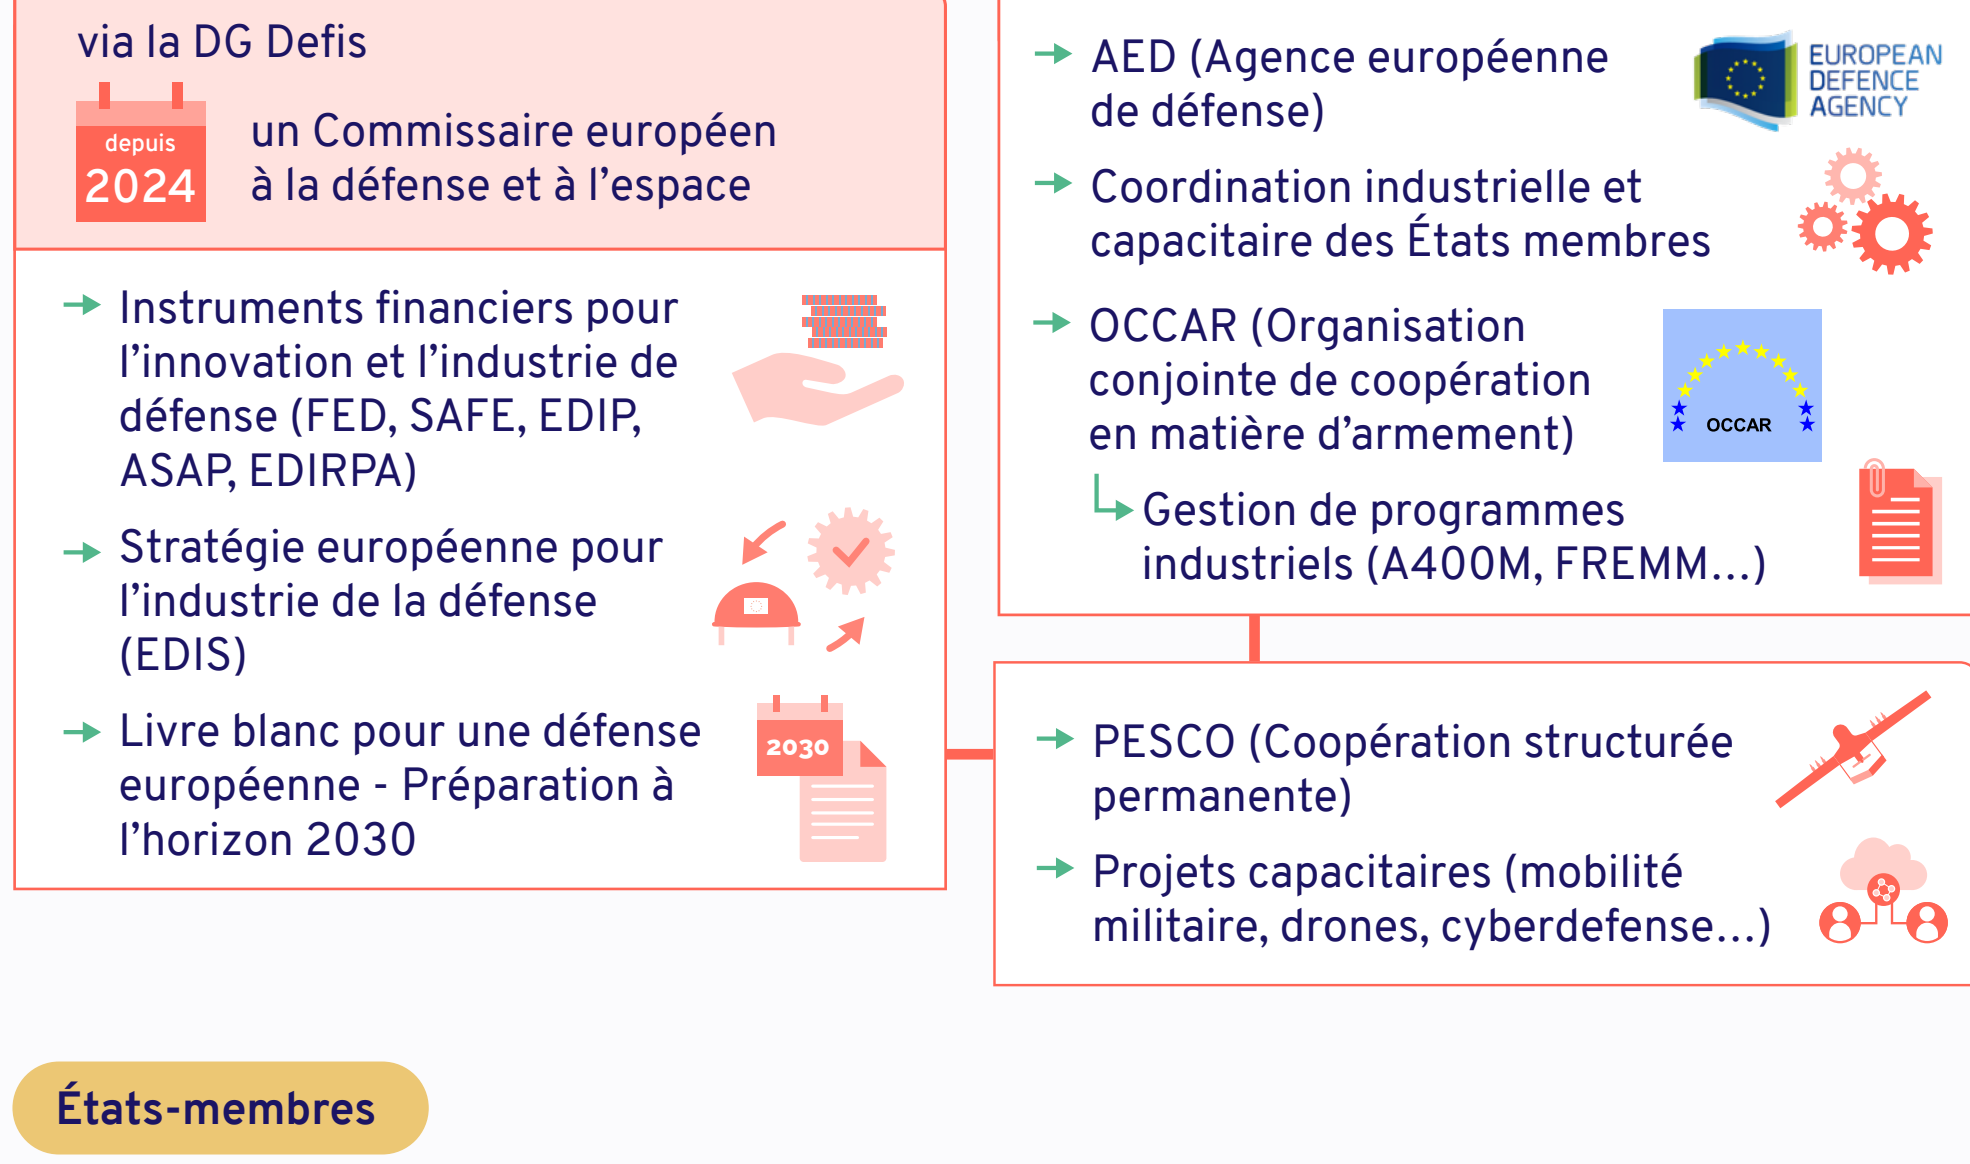 via la DG Defis
depuis
2024
un Commissaire européen
à la défense et à l’espace
Instruments financiers pour
l’innovation et l’industrie de
défense (FED, SAFE, EDIP,
ASAP, EDIRPA)
Stratégie européenne pour
l’industrie de la défense
(EDIS)
Livre blanc pour une défense
européenne - Préparation à
l’horizon 2030
2030
AED (Agence européenne
de défense)
EUROPEAN
DEFENCE
AGENCY
Coordination industrielle et
capacitaire des États membres
OCCAR (Organisation
conjointe de coopération
en matière d’armement)
OCCAR
Gestion de programmes
industriels (A400M, FREMM...)
PESCO (Coopération structurée
permanente)
Projets capacitaires (mobilité
militaire, drones, cyberdefense...)
États-membres